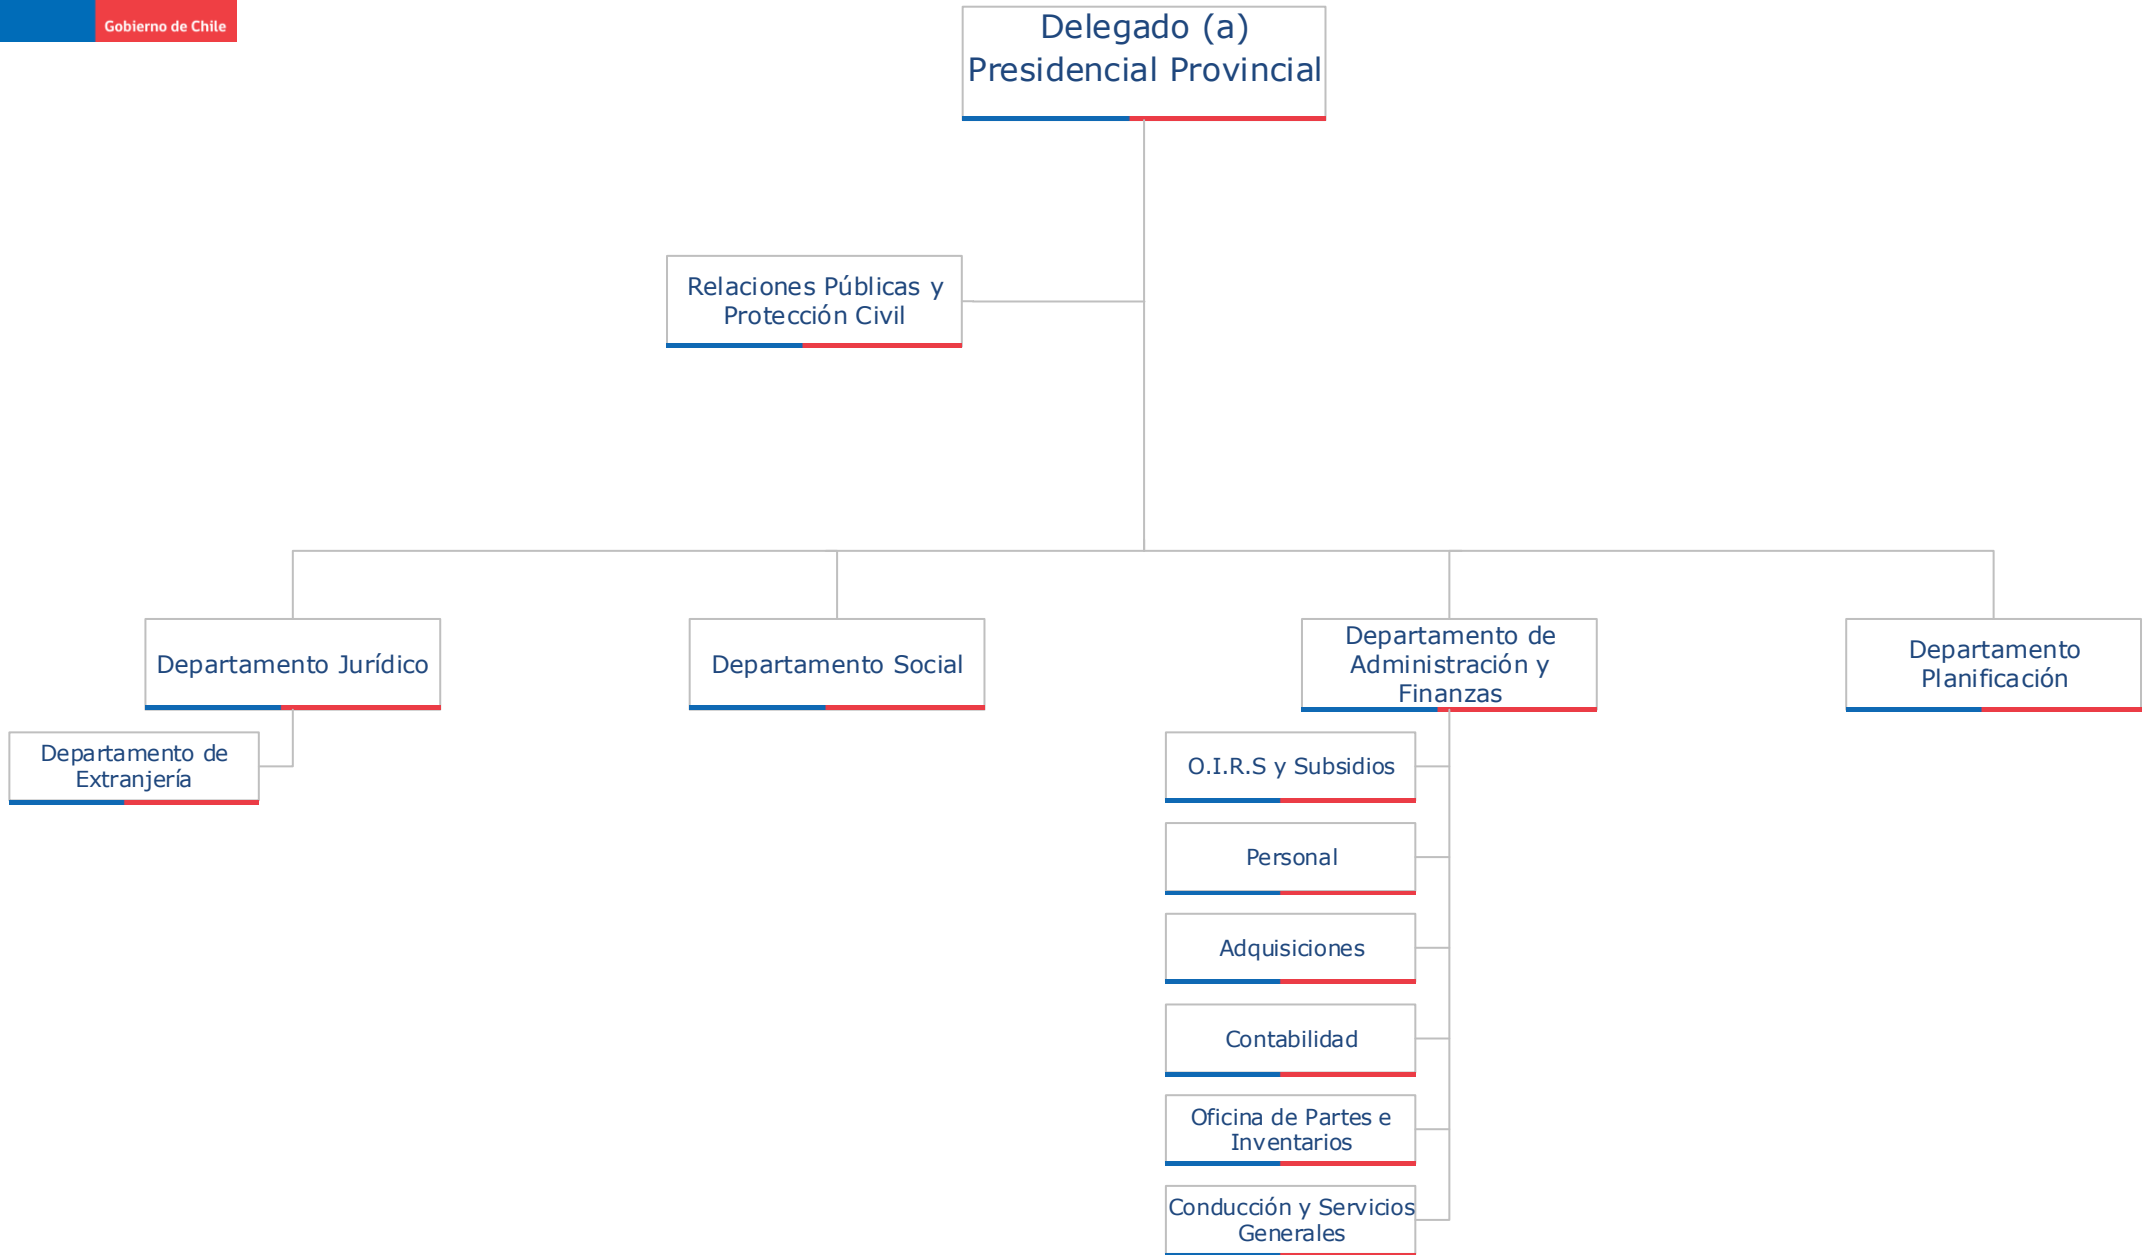 Gobierno de Chile
Delegado (a)
Presidencial Provincial
Relaciones Públicas y
Protección Civil
Departamento Jurídico
Departamento Social
Departamento de
Administración y
Finanzas
Departamento
Planificación
Departamento de
Extranjería
O.I.R.S y Subsidios
Personal
Adquisiciones
Contabilidad
Oficina de Partes e
Inventarios
Conducción y Servicios
Generales